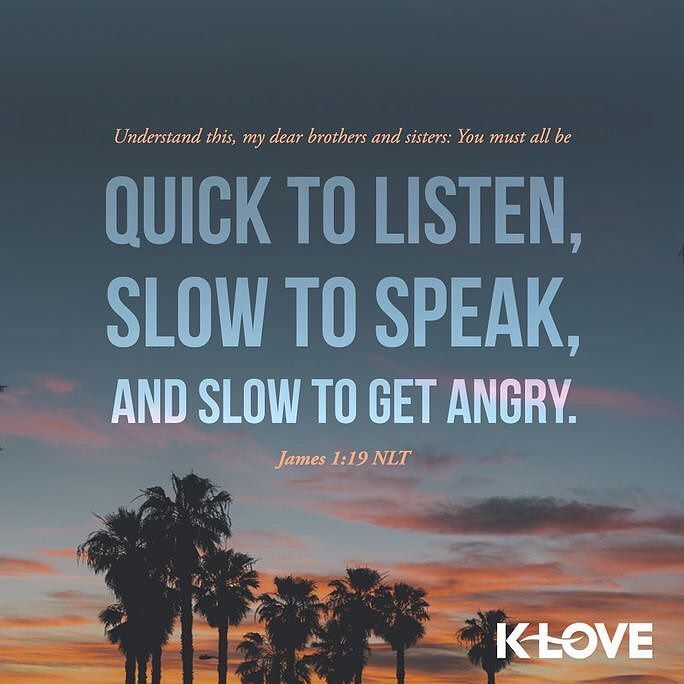 Understand this, my dear brothers and sisters: You must all be
QUICK TO LISTEN,
SLOW TO SPEAK,
AND SLOW TO GET ANGRY.
James 1:19 NLT
K-LOVE